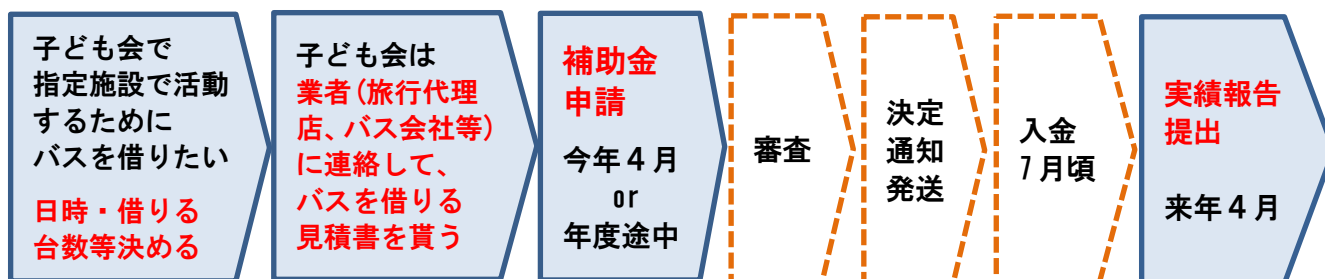 子ども会で
指定施設で活動
するために
バスを借りたい
日時・借りる
台数等決める
子ども会は
業者(旅行代理
店、バス会社等)
に連絡して、
バスを借りる
見積書を貰う
補助金
申請
今年４月
or
年度途中
審査
決定
通知
発送
入金
7月頃
実績報告
提出
来年４月